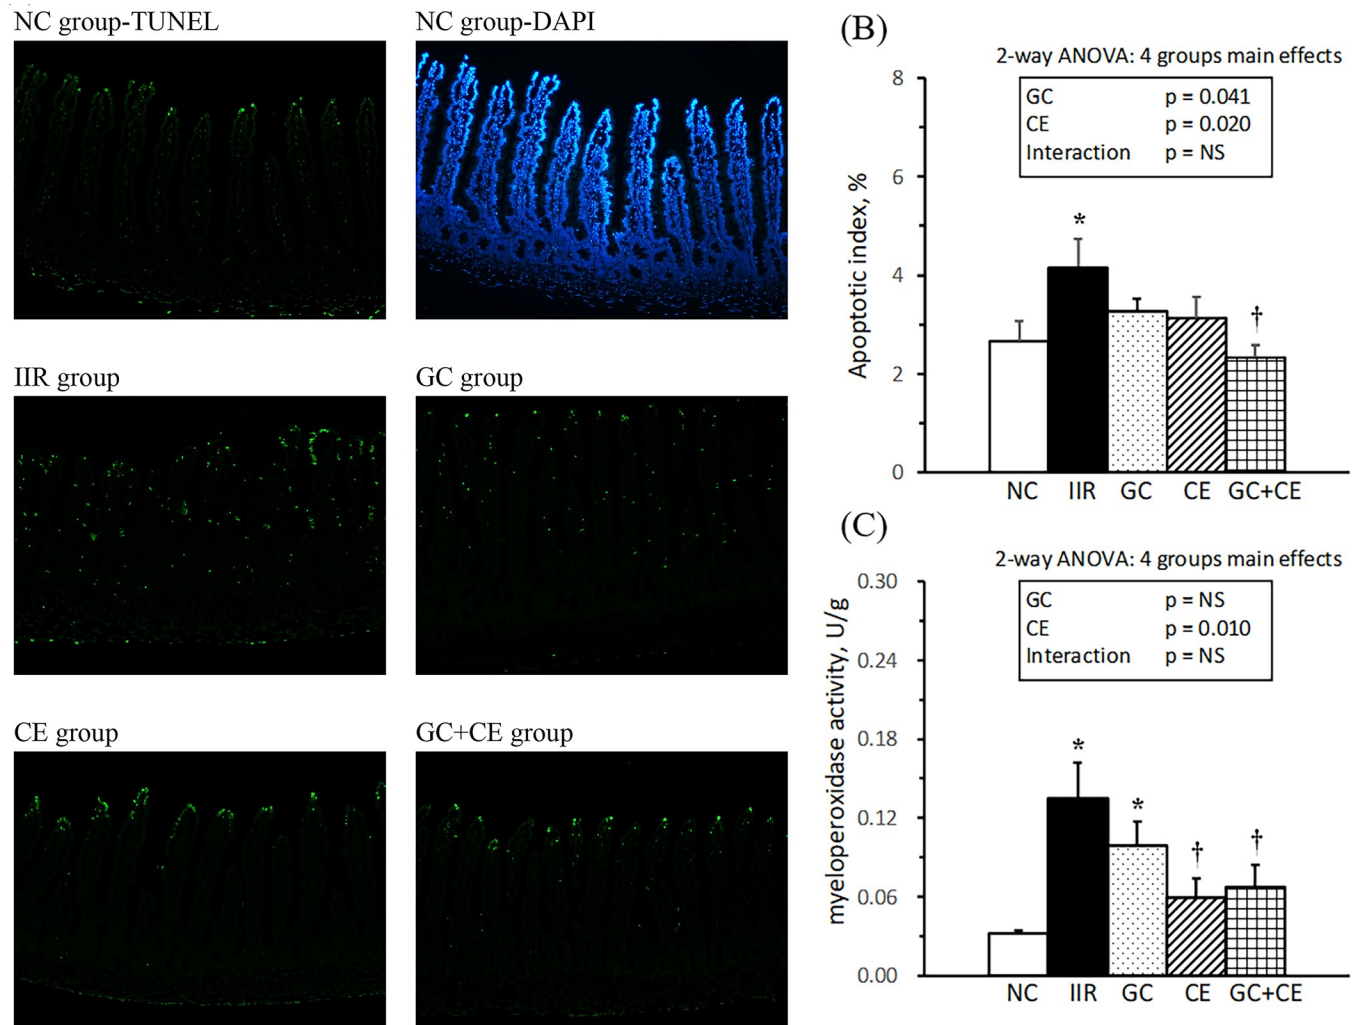 NC group-TUNEL
NC group-DAPI
IIR group
GC group
CE group
GC+CE group
(B)
2-way ANOVA: 4 groups main effects
GC p = 0.041
CE p = 0.020
Interaction p = NS
Apoptotic index, %
8
6
4
2
0
*
†
NC IIR GC CE GC+CE
(C)
2-way ANOVA: 4 groups main effects
GC p = NS
CE p = 0.010
Interaction p = NS
myeloperoxidase activity, U/g
0.30
0.24
0.18
0.12
0.06
0.00
*
*
†
†
NC IIR GC CE GC+CE